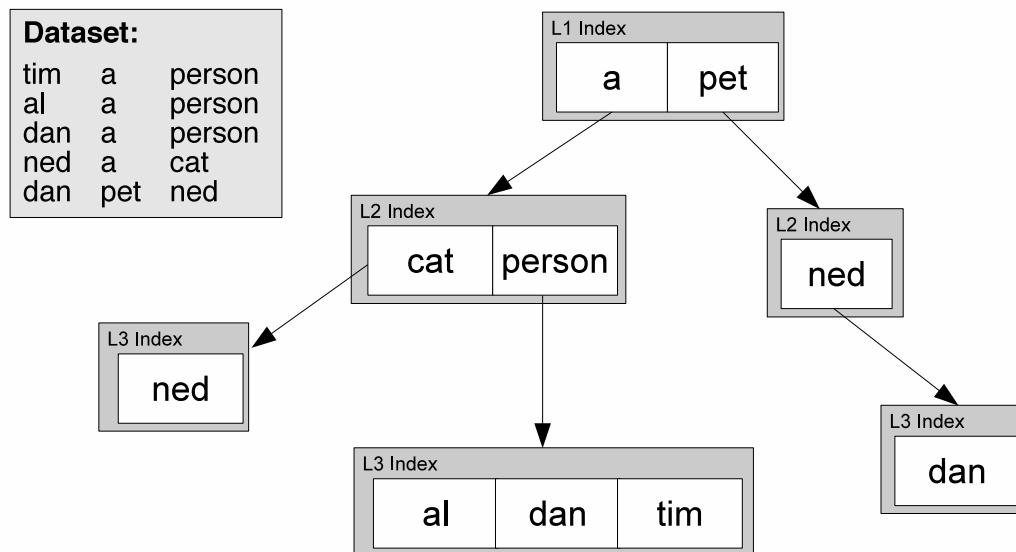 Dataset:
tim a person
al a person
dan a person
ned a cat
dan pet ned
L1 Index
a pet
L2 Index
cat person
L2 Index
ned
L3 Index
ned
L3 Index
al dan tim
L3 Index
dan